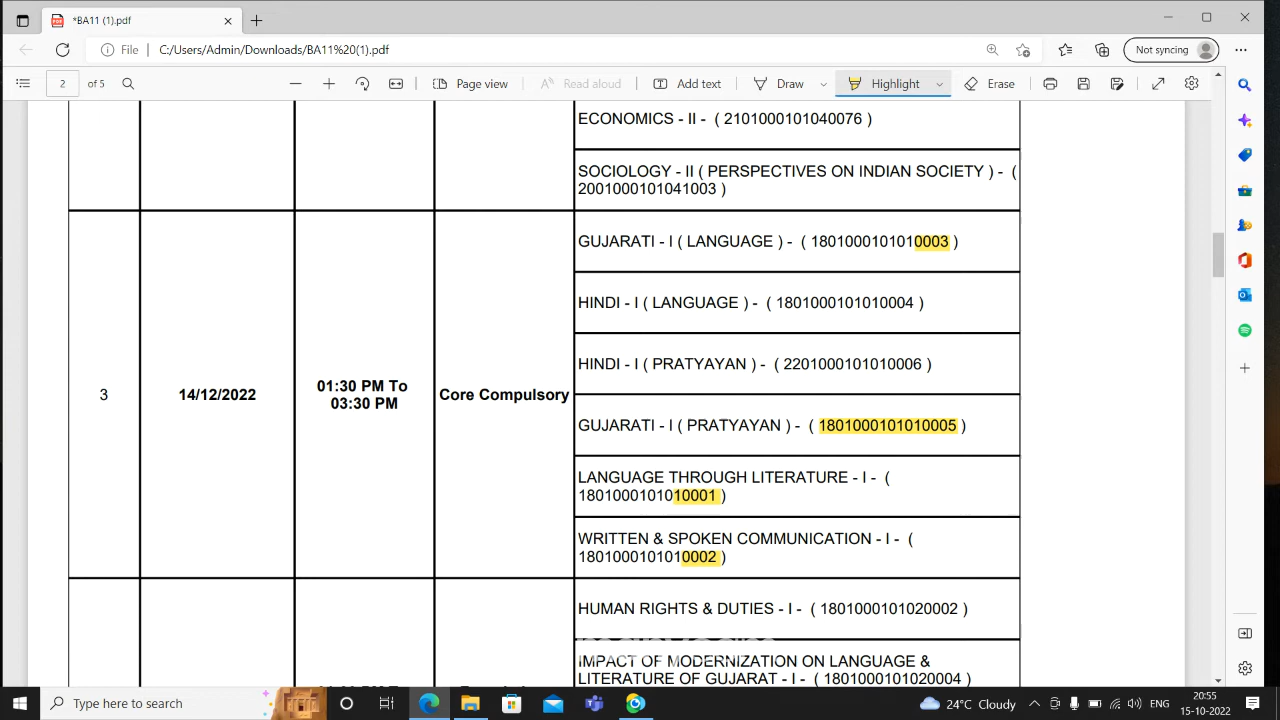 *BA11 (1).pdf
File
C:/Users/Admin/Downloads/BA11%20(1).pdf
Not syncing
2 of 5
Page view
Read aloud
Add text
Draw
Highlight
Erase
ECONOMICS - II - ( 2101000101040076 )
SOCIOLOGY - II ( PERSPECTIVES ON INDIAN SOCIETY ) - (
2001000101041003 )
3
14/12/2022
01:30 PM To
03:30 PM
Core Compulsory
GUJARATI - I ( LANGUAGE ) - ( 1801000101010003 )
HINDI - I ( LANGUAGE ) - ( 1801000101010004 )
HINDI - I ( PRATYAYAN ) - ( 2201000101010006 )
GUJARATI - I ( PRATYAYAN ) - ( 1801000101010005 )
LANGUAGE THROUGH LITERATURE - I - (
1801000101010001 )
WRITTEN & SPOKEN COMMUNICATION - I - (
1801000101010002 )
HUMAN RIGHTS & DUTIES - I - ( 1801000101020002 )
IMPACT OF MODERNIZATION ON LANGUAGE &
LITERATURE OF GUJARAT - I - ( 1801000101020004 )
Type here to search
24°C Cloudy
ENG
20:55
15-10-2022